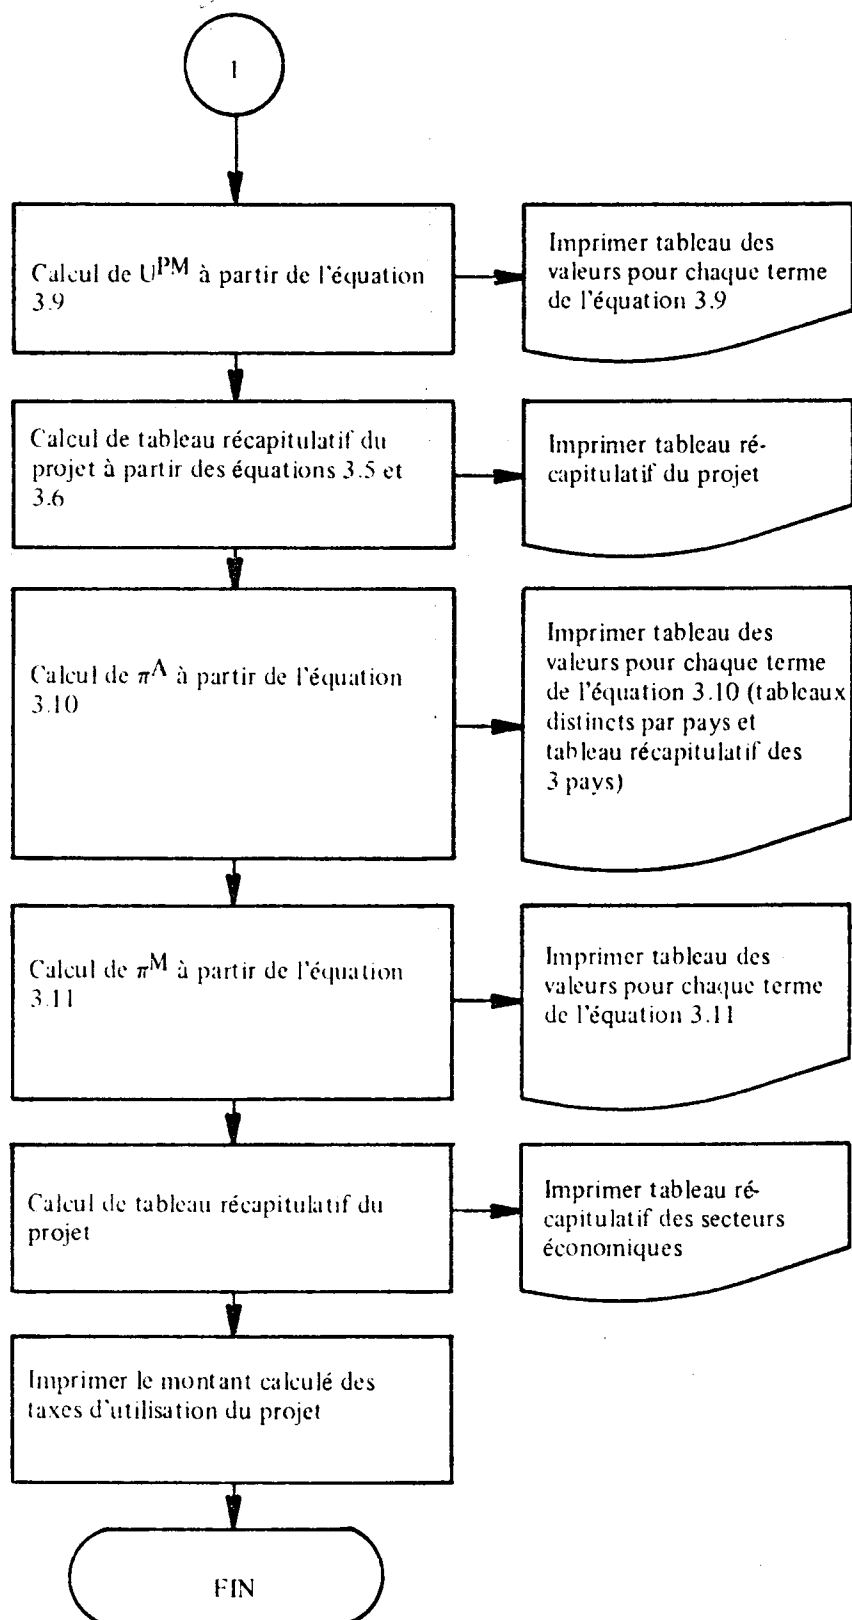 1
Calcul de U^PM à partir de l'équation
3.9
Imprimer tableau des
valeurs pour chaque terme
de l'équation 3.9
Calcul de tableau récapitulatif du
projet à partir des équations 3.5 et
3.6
Imprimer tableau ré-
capitulatif du projet
Calcul de π^A à partir de l'équation
3.10
Imprimer tableau des
valeurs pour chaque terme
de l'équation 3.10 (tableaux
distincts par pays et
tableau récapitulatif des
3 pays)
Calcul de π^M à partir de l'équation
3.11
Imprimer tableau des
valeurs pour chaque terme
de l'équation 3.11
Calcul de tableau récapitulatif du
projet
Imprimer tableau ré-
capitulatif des secteurs
économiques
Imprimer le montant calculé des
taxes d'utilisation du projet
FIN